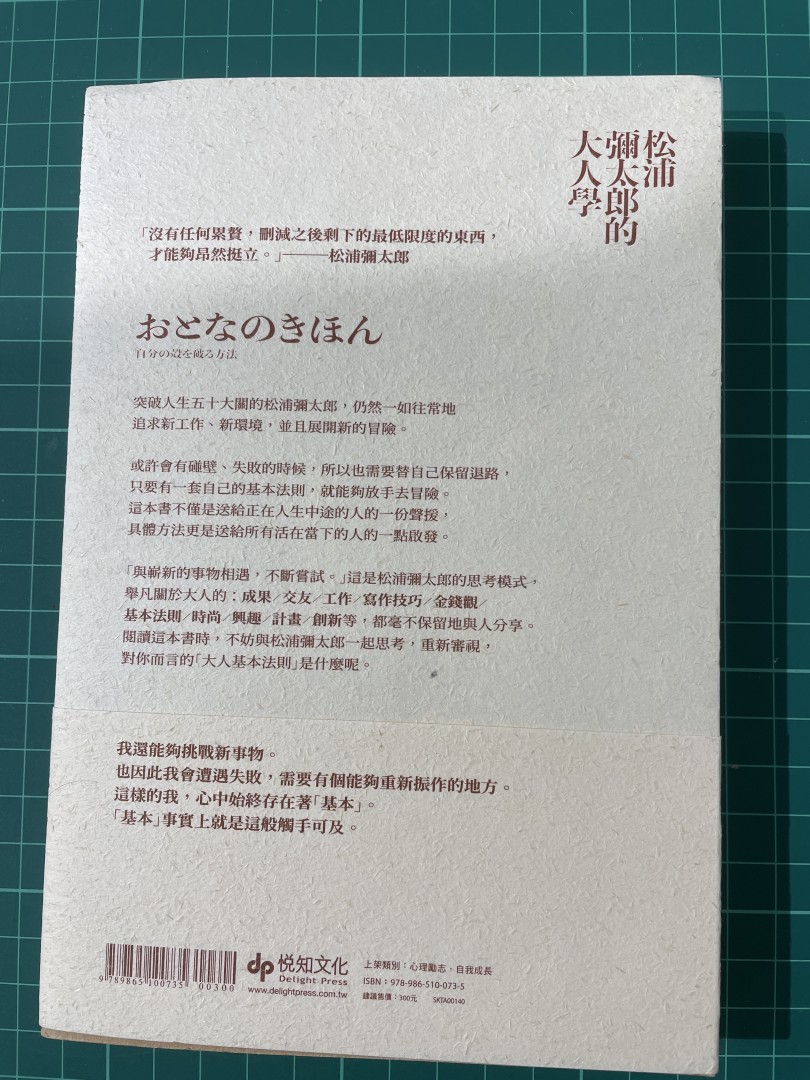 松浦
彌太郎的
大人學
「沒有任何累贅，刪減之後剩下的最低限度的東西，
才能夠昂然挺立。」———松浦彌太郎
おとなのきほん
自分の殻を破る方法
突破人生五十大關的松浦彌太郎，仍然一如往常地
追求新工作、新環境，並且展開新的冒險。
或許會有碰壁、失敗的時候，所以也需要替自己保留退路，
只要有一套自己的基本法則，就能夠放手去冒險。
這本書不僅是送給正在人生中途的人的一份聲援，
具體方法更是送給所有活在當下的人的一點啟發。
「與嶄新的事物相遇，不斷嘗試。」這是松浦彌太郎的思考模式，
舉凡關於大人的：成果／交友／工作／寫作技巧／金錢觀／
基本法則／時尚／興趣／計畫／創新等，都毫不保留地與人分享。
閱讀這本書時，不妨與松浦彌太郎一起思考，重新審視，
對你而言的「大人基本法則」是什麼呢。
我還能夠挑戰新事物。
也因此我會遭遇失敗，需要有個能夠重新振作的地方。
這樣的我，心中始終存在著「基本」。
「基本」事實上就是這般觸手可及。
9 789865 100735 00300
dp 悦知文化
Delight Press
www.delightpress.com.tw
上架類別：心理勵志．自我成長
ISBN：978-986-510-073-5
建議售價：300元 SKTA00140